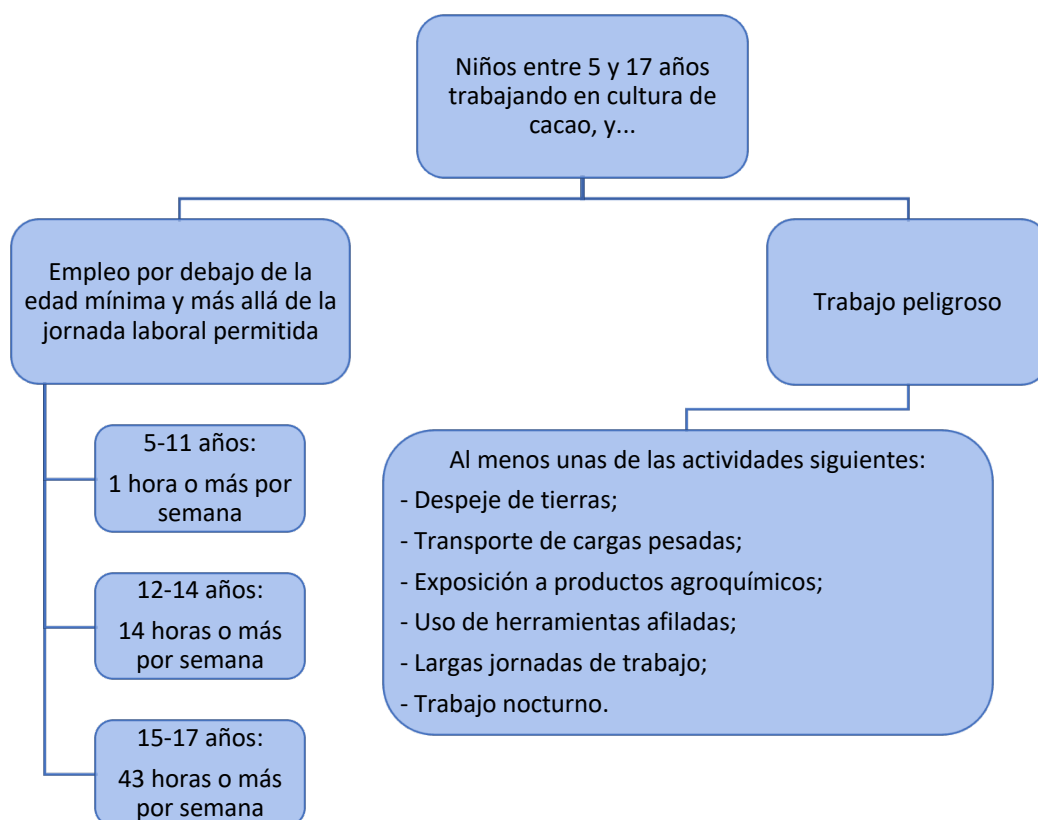 Niños entre 5 y 17 años
trabajando en cultura de
cacao, y...
Empleo por debajo de la
edad mínima y más allá de la
jornada laboral permitida
5-11 años:
1 hora o más por
semana
12-14 años:
14 horas o más
por semana
15-17 años:
43 horas o más
por semana
Trabajo peligroso
Al menos unas de las actividades siguientes:
- Despeje de tierras;
- Transporte de cargas pesadas;
- Exposición a productos agroquímicos;
- Uso de herramientas afiladas;
- Largas jornadas de trabajo;
- Trabajo nocturno.